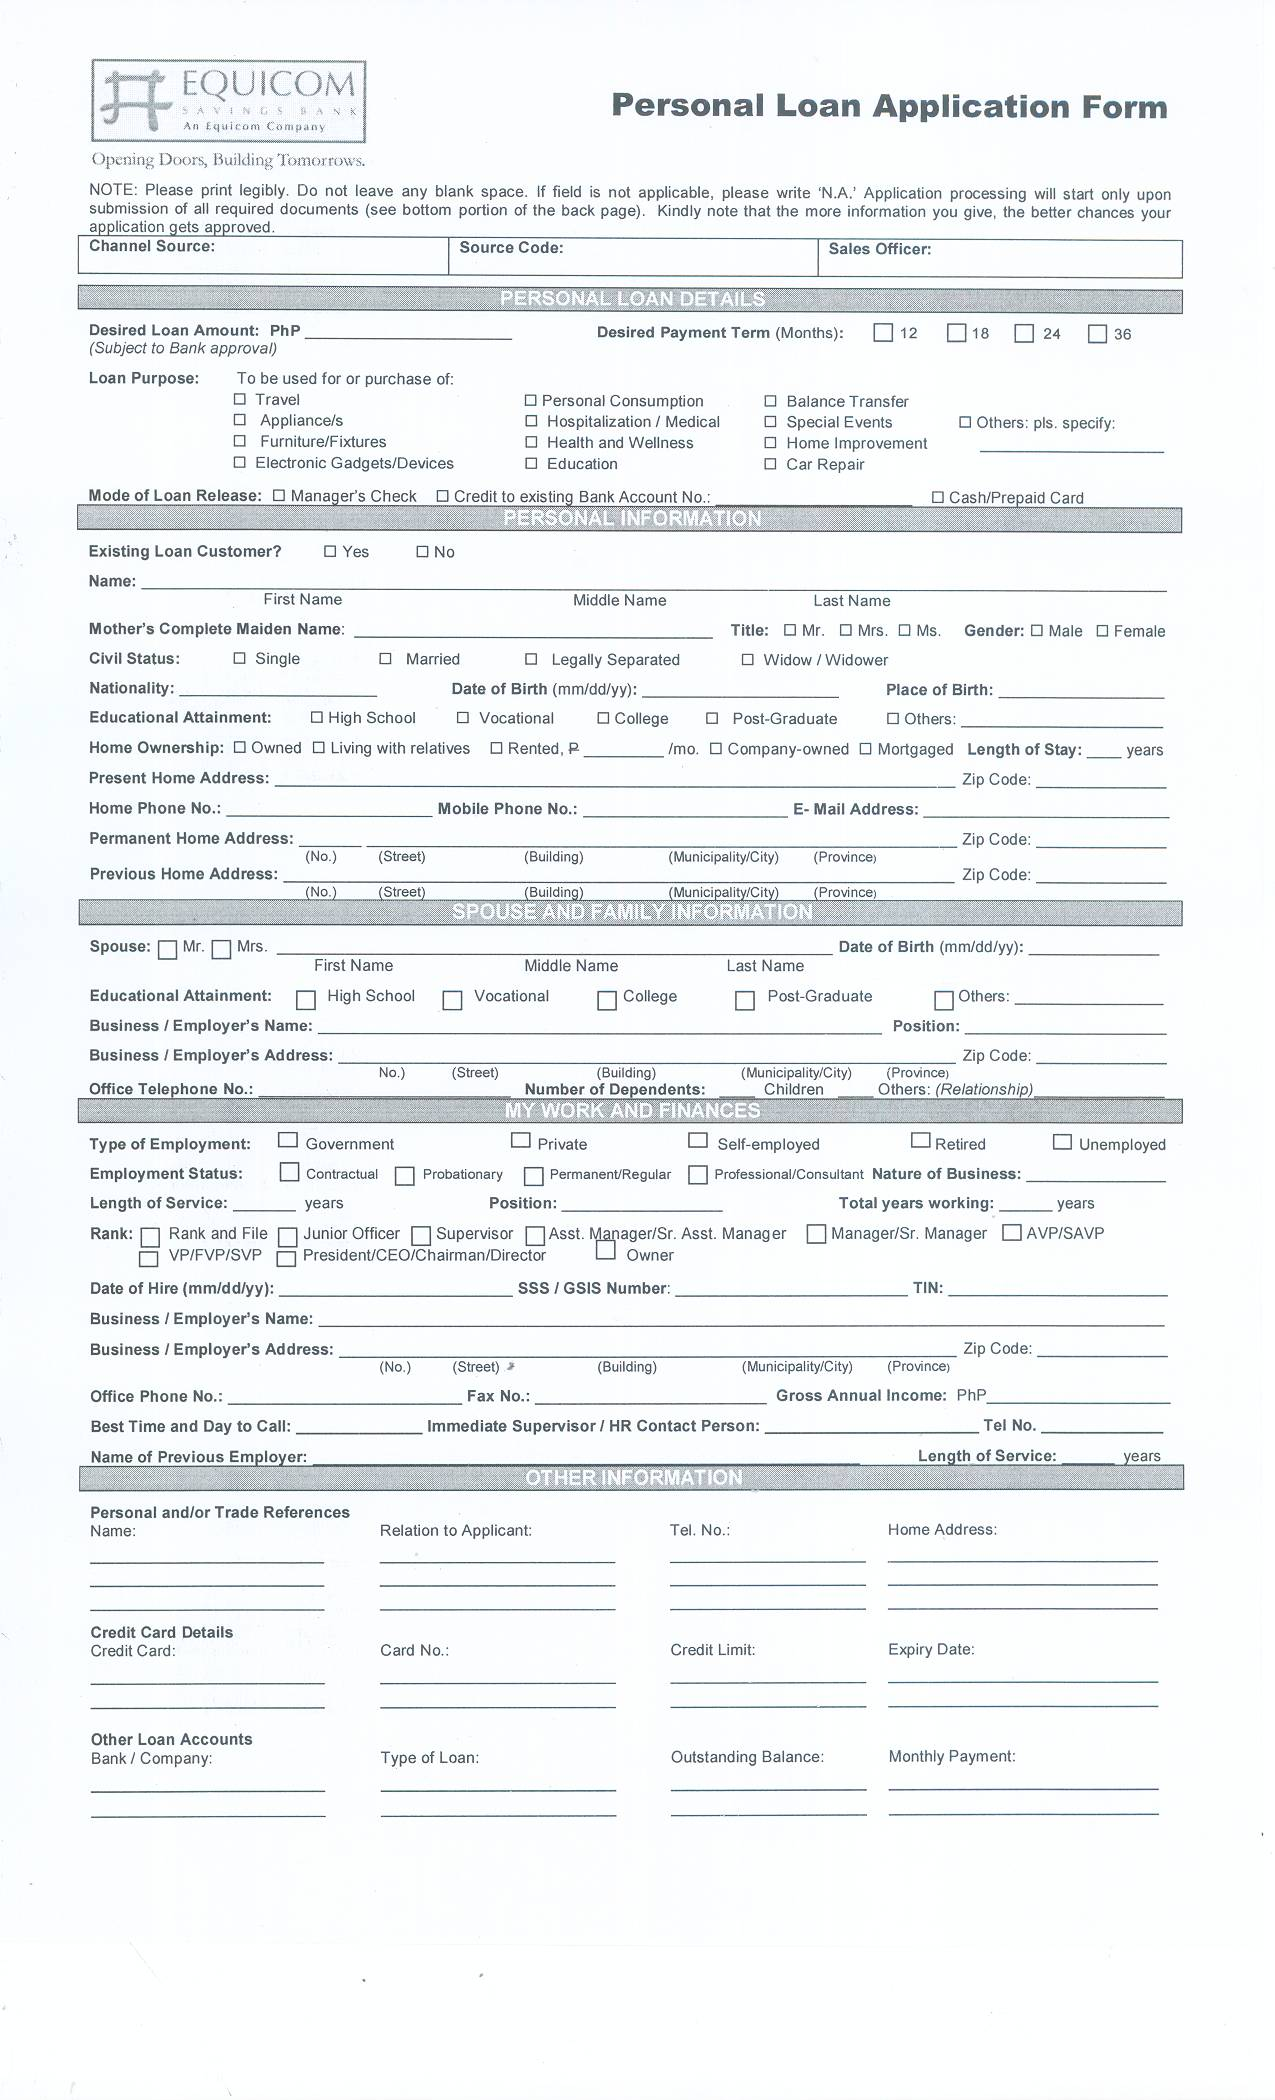 EQUICOM
SAVINGS BANK
An Equicom Company
Opening Doors, Building Tomorrows.
Personal Loan Application Form
NOTE: Please print legibly. Do not leave any blank space. If field is not applicable, please write ‘N.A.’ Application processing will start only upon
submission of all required documents (see bottom portion of the back page). Kindly note that the more information you give, the better chances your
application gets approved.
Channel Source: Source Code: Sales Officer:
PERSONAL LOAN DETAILS
Desired Loan Amount: PhP Desired Payment Term (Months): ☐ 12 ☐ 18 ☐ 24 ☐ 36
(Subject to Bank approval)
Loan Purpose: To be used for or purchase of:
☐ Travel ☐ Personal Consumption ☐ Balance Transfer
☐ Appliance/s ☐ Hospitalization / Medical ☐ Special Events ☐ Others: pls. specify:
☐ Furniture/Fixtures ☐ Health and Wellness ☐ Home Improvement
☐ Electronic Gadgets/Devices ☐ Education ☐ Car Repair
Mode of Loan Release: ☐ Manager's Check ☐ Credit to existing Bank Account No.: ☐ Cash/Prepaid Card
PERSONAL INFORMATION
Existing Loan Customer? ☐ Yes ☐ No
Name:
First Name Middle Name Last Name
Mother's Complete Maiden Name: Title: ☐ Mr. ☐ Mrs. ☐ Ms. Gender: ☐ Male ☐ Female
Civil Status: ☐ Single ☐ Married ☐ Legally Separated ☐ Widow / Widower
Nationality: Date of Birth (mm/dd/yy): Place of Birth:
Educational Attainment: ☐ High School ☐ Vocational ☐ College ☐ Post-Graduate ☐ Others:
Home Ownership: ☐ Owned ☐ Living with relatives ☐ Rented, ₱ /mo. ☐ Company-owned ☐ Mortgaged Length of Stay: years
Present Home Address: Zip Code:
Home Phone No.: Mobile Phone No.: E- Mail Address:
Permanent Home Address: Zip Code:
(No.) (Street) (Building) (Municipality/City) (Province)
Previous Home Address: Zip Code:
(No.) (Street) (Building) (Municipality/City) (Province)
SPOUSE AND FAMILY INFORMATION
Spouse: ☐ Mr. ☐ Mrs. Date of Birth (mm/dd/yy):
First Name Middle Name Last Name
Educational Attainment: ☐ High School ☐ Vocational ☐ College ☐ Post-Graduate ☐ Others:
Business / Employer's Name: Position:
Business / Employer's Address: Zip Code:
No.) (Street) (Building) (Municipality/City) (Province)
Office Telephone No.: Number of Dependents: Children Others: (Relationship)
MY WORK AND FINANCES
Type of Employment: ☐ Government ☐ Private ☐ Self-employed ☐ Retired ☐ Unemployed
Employment Status: ☐ Contractual ☐ Probationary ☐ Permanent/Regular ☐ Professional/Consultant Nature of Business:
Length of Service: years Position: Total years working: years
Rank: ☐ Rank and File ☐ Junior Officer ☐ Supervisor ☐ Asst. Manager/Sr. Asst. Manager ☐ Manager/Sr. Manager ☐ AVP/SAVP
☐ VP/FVP/SVP ☐ President/CEO/Chairman/Director ☐ Owner
Date of Hire (mm/dd/yy): SSS / GSIS Number: TIN:
Business / Employer's Name:
Business / Employer's Address: Zip Code:
(No.) (Street) (Building) (Municipality/City) (Province)
Office Phone No.: Fax No.: Gross Annual Income: PhP
Best Time and Day to Call: Immediate Supervisor / HR Contact Person: Tel No.
Name of Previous Employer: Length of Service: years
OTHER INFORMATION
Personal and/or Trade References
Name: Relation to Applicant: Tel. No.: Home Address:
Credit Card Details
Credit Card: Card No.: Credit Limit: Expiry Date:
Other Loan Accounts
Bank / Company: Type of Loan: Outstanding Balance: Monthly Payment: